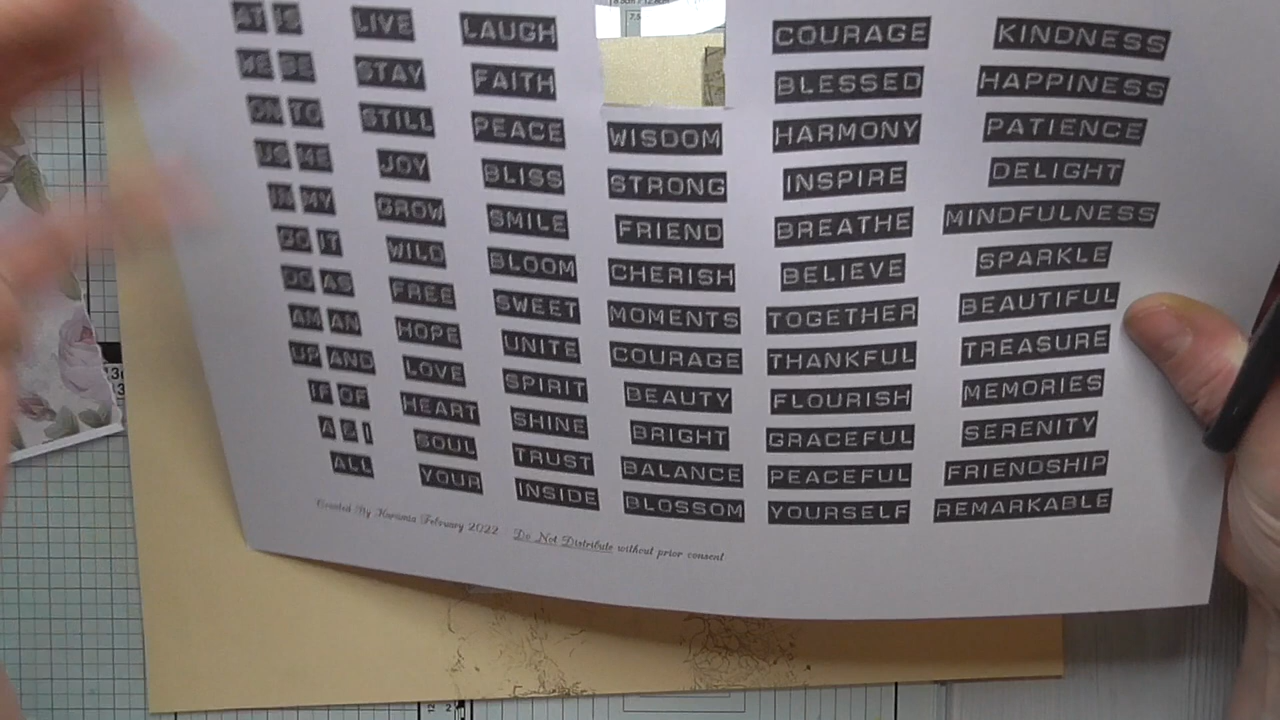 AT IS LIVE LAUGH COURAGE KINDNESS
WE BE STAY FAITH BLESSED HAPPINESS
ON TO STILL PEACE WISDOM HARMONY PATIENCE
US ME JOY BLISS STRONG INSPIRE DELIGHT
IN MY GROW SMILE FRIEND BREATHE MINDFULNESS
GO IT WILD BLOOM CHERISH BELIEVE SPARKLE
DO AS FREE SWEET MOMENTS TOGETHER BEAUTIFUL
AM AN HOPE UNITE COURAGE THANKFUL TREASURE
UP AND LOVE SPIRIT BEAUTY FLOURISH MEMORIES
IF OF HEART SHINE BRIGHT GRACEFUL SERENITY
A & I SOUL TRUST BALANCE PEACEFUL FRIENDSHIP
ALL YOUR INSIDE BLOSSOM YOURSELF REMARKABLE
Created By February 2022 Do Not Distribute without prior consent